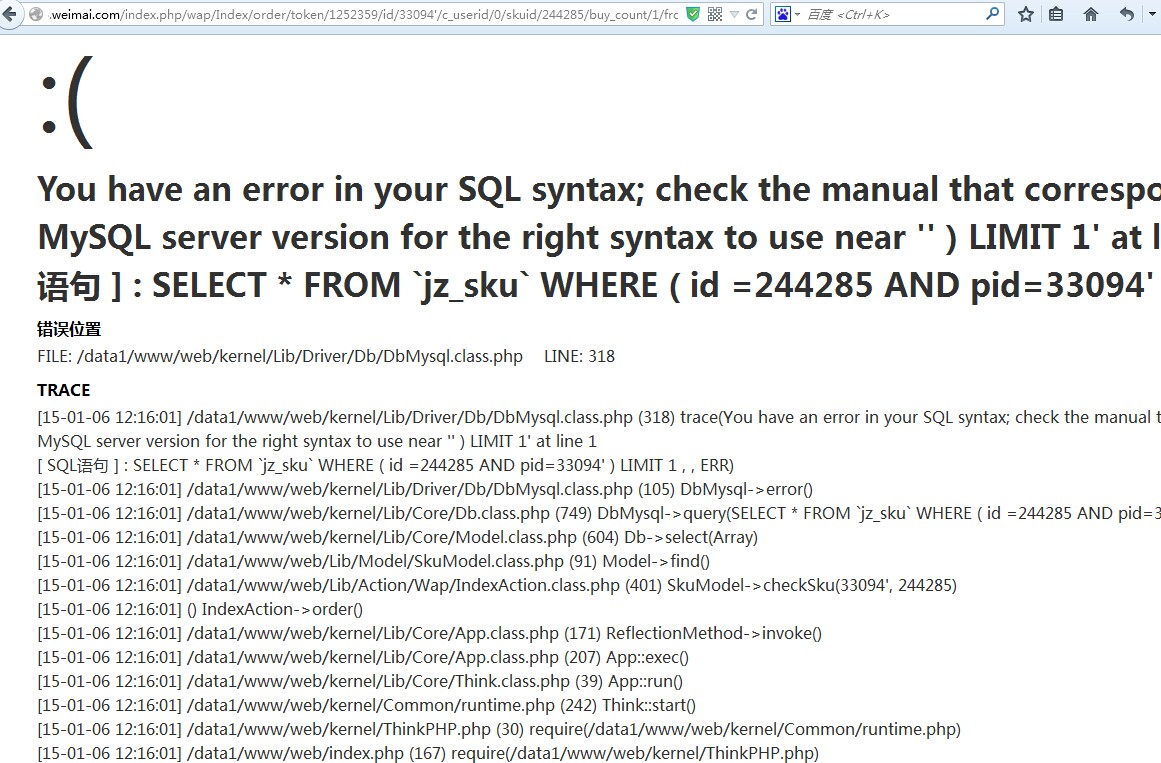 .weimai.com/index.php/wap/Index/order/token/1252359/id/33094'/c_userid/0/skuid/244285/buy_count/1/frc
百度 <Ctrl+K>
:(
You have an error in your SQL syntax; check the manual that correspo
MySQL server version for the right syntax to use near '' ) LIMIT 1' at l
语句 ] : SELECT * FROM `jz_sku` WHERE ( id =244285 AND pid=33094'
错误位置
FILE: /data1/www/web/kernel/Lib/Driver/Db/DbMysql.class.php LINE: 318
TRACE
[15-01-06 12:16:01] /data1/www/web/kernel/Lib/Driver/Db/DbMysql.class.php (318) trace(You have an error in your SQL syntax; check the manual t
MySQL server version for the right syntax to use near '' ) LIMIT 1' at line 1
[ SQL语句 ] : SELECT * FROM `jz_sku` WHERE ( id =244285 AND pid=33094' ) LIMIT 1 , , ERR)
[15-01-06 12:16:01] /data1/www/web/kernel/Lib/Driver/Db/DbMysql.class.php (105) DbMysql->error()
[15-01-06 12:16:01] /data1/www/web/kernel/Lib/Core/Db.class.php (749) DbMysql->query(SELECT * FROM `jz_sku` WHERE ( id =244285 AND pid=3
[15-01-06 12:16:01] /data1/www/web/kernel/Lib/Core/Model.class.php (604) Db->select(Array)
[15-01-06 12:16:01] /data1/www/web/Lib/Model/SkuModel.class.php (91) Model->find()
[15-01-06 12:16:01] /data1/www/web/Lib/Action/Wap/IndexAction.class.php (401) SkuModel->checkSku(33094', 244285)
[15-01-06 12:16:01] () IndexAction->order()
[15-01-06 12:16:01] /data1/www/web/kernel/Lib/Core/App.class.php (171) ReflectionMethod->invoke()
[15-01-06 12:16:01] /data1/www/web/kernel/Lib/Core/App.class.php (207) App::exec()
[15-01-06 12:16:01] /data1/www/web/kernel/Lib/Core/Think.class.php (39) App::run()
[15-01-06 12:16:01] /data1/www/web/kernel/Common/runtime.php (242) Think::start()
[15-01-06 12:16:01] /data1/www/web/kernel/ThinkPHP.php (30) require(/data1/www/web/kernel/Common/runtime.php)
[15-01-06 12:16:01] /data1/www/web/index.php (167) require(/data1/www/web/kernel/ThinkPHP.php)